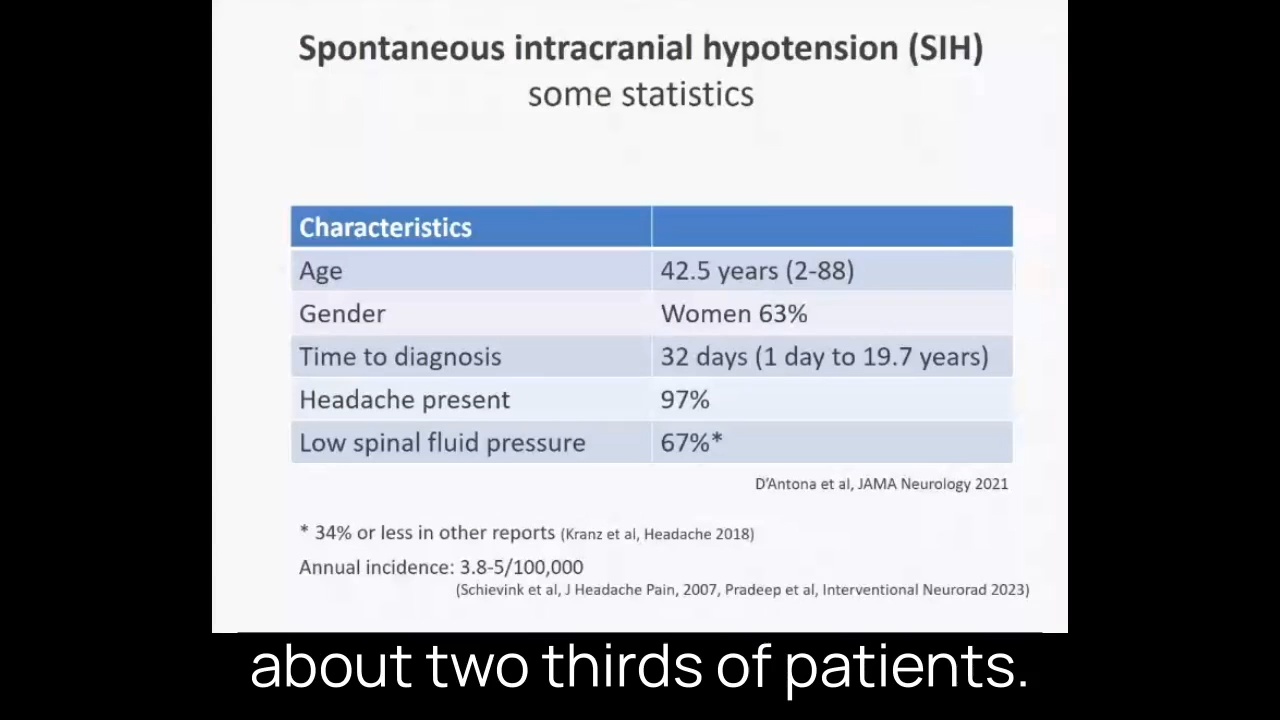 Spontaneous intracranial hypotension (SIH)
some statistics
Characteristics
Age 42.5 years (2-88)
Gender Women 63%
Time to diagnosis 32 days (1 day to 19.7 years)
Headache present 97%
Low spinal fluid pressure 67%*
D'Antona et al, JAMA Neurology 2021
* 34% or less in other reports (Kranz et al, Headache 2018)
Annual incidence: 3.8-5/100,000
(Schievink et al, J Headache Pain, 2007, Pradeep et al, Interventional Neurorad 2023)
about two thirds of patients.